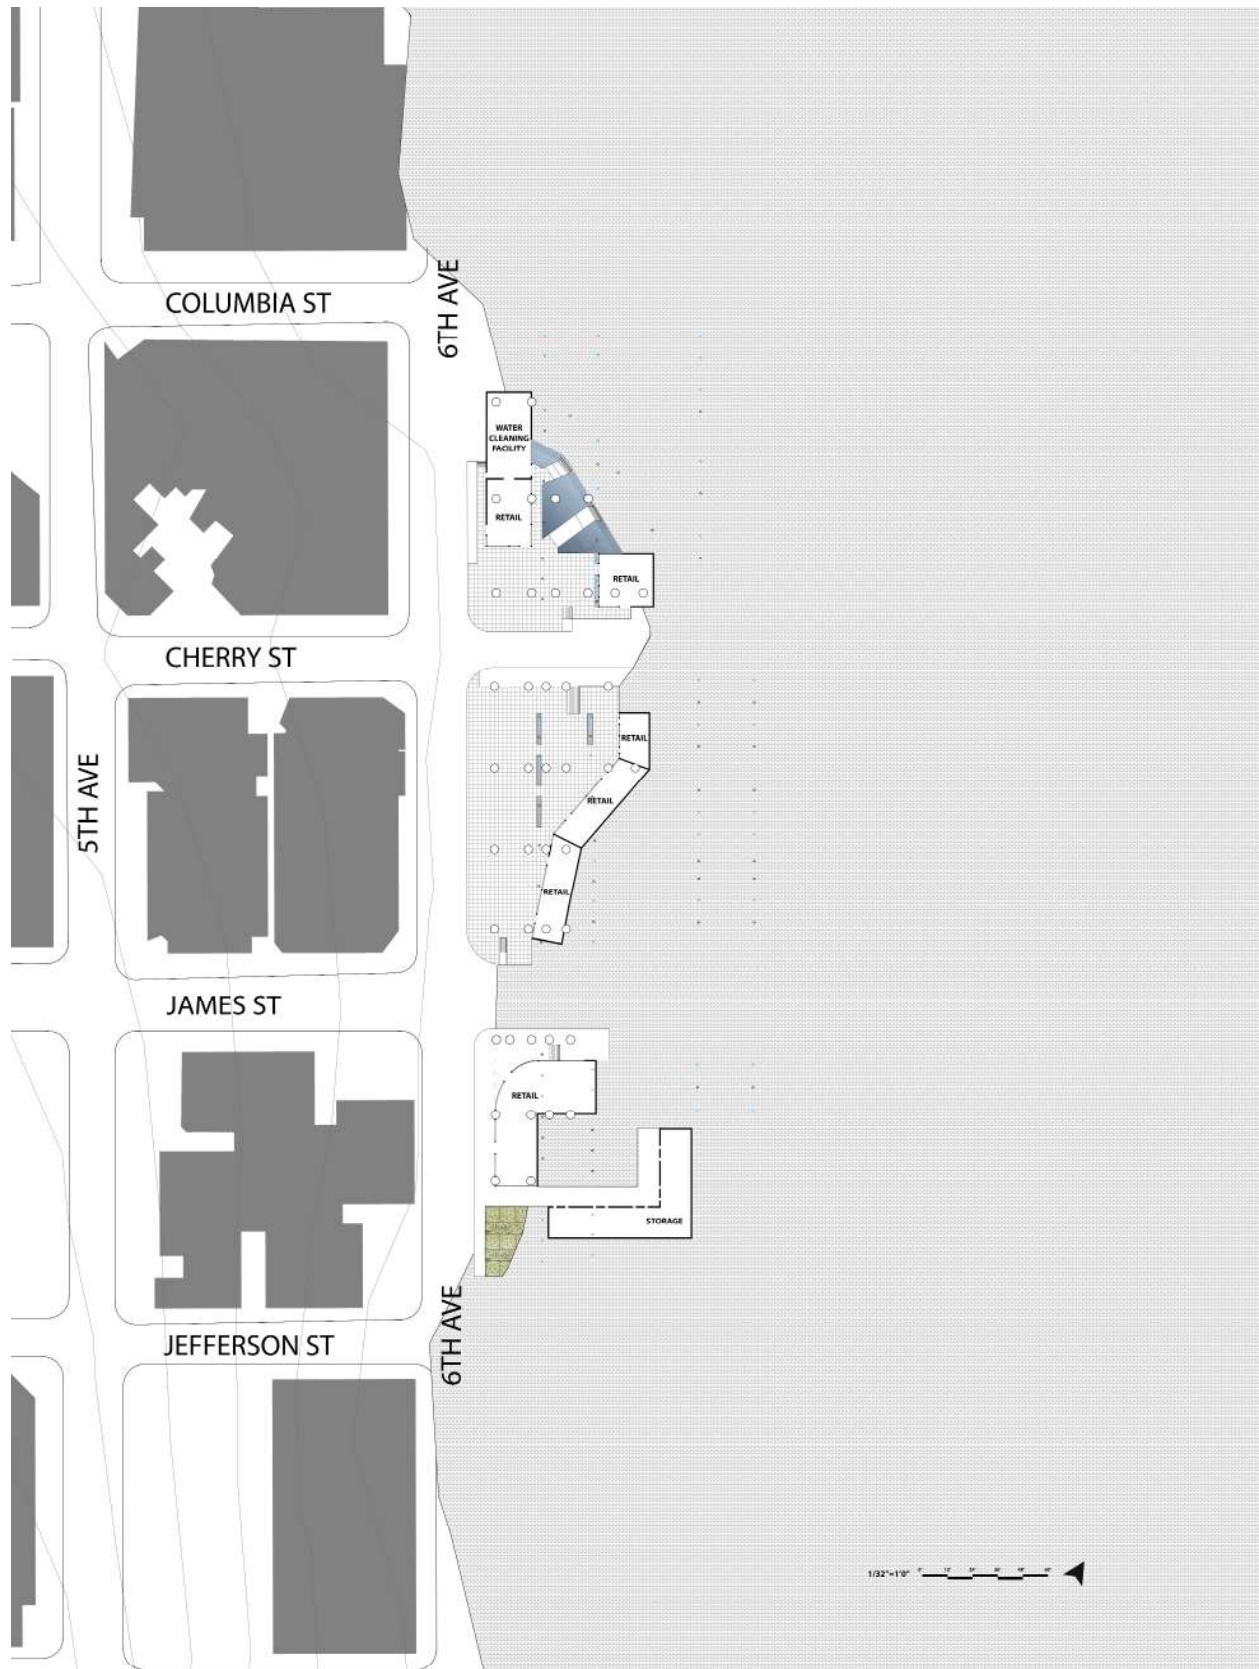 COLUMBIA ST
6TH AVE
WATER
CLEANING
FACILITY
RETAIL
RETAIL
CHERRY ST
RETAIL
5TH AVE
RETAIL
RETAIL
JAMES ST
RETAIL
STORAGE
JEFFERSON ST
6TH AVE
1/32"=1'0"